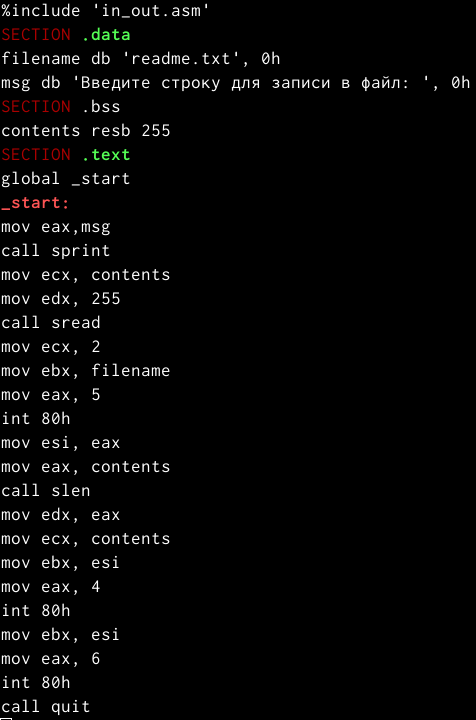 %include 'in_out.asm'
SECTION .data
filename db 'readme.txt', 0h
msg db 'Введите строку для записи в файл: ', 0h
SECTION .bss
contents resb 255
SECTION .text
global _start
_start:
mov eax,msg
call sprint
mov ecx, contents
mov edx, 255
call sread
mov ecx, 2
mov ebx, filename
mov eax, 5
int 80h
mov esi, eax
mov eax, contents
call slen
mov edx, eax
mov ecx, contents
mov ebx, esi
mov eax, 4
int 80h
mov ebx, esi
mov eax, 6
int 80h
call quit